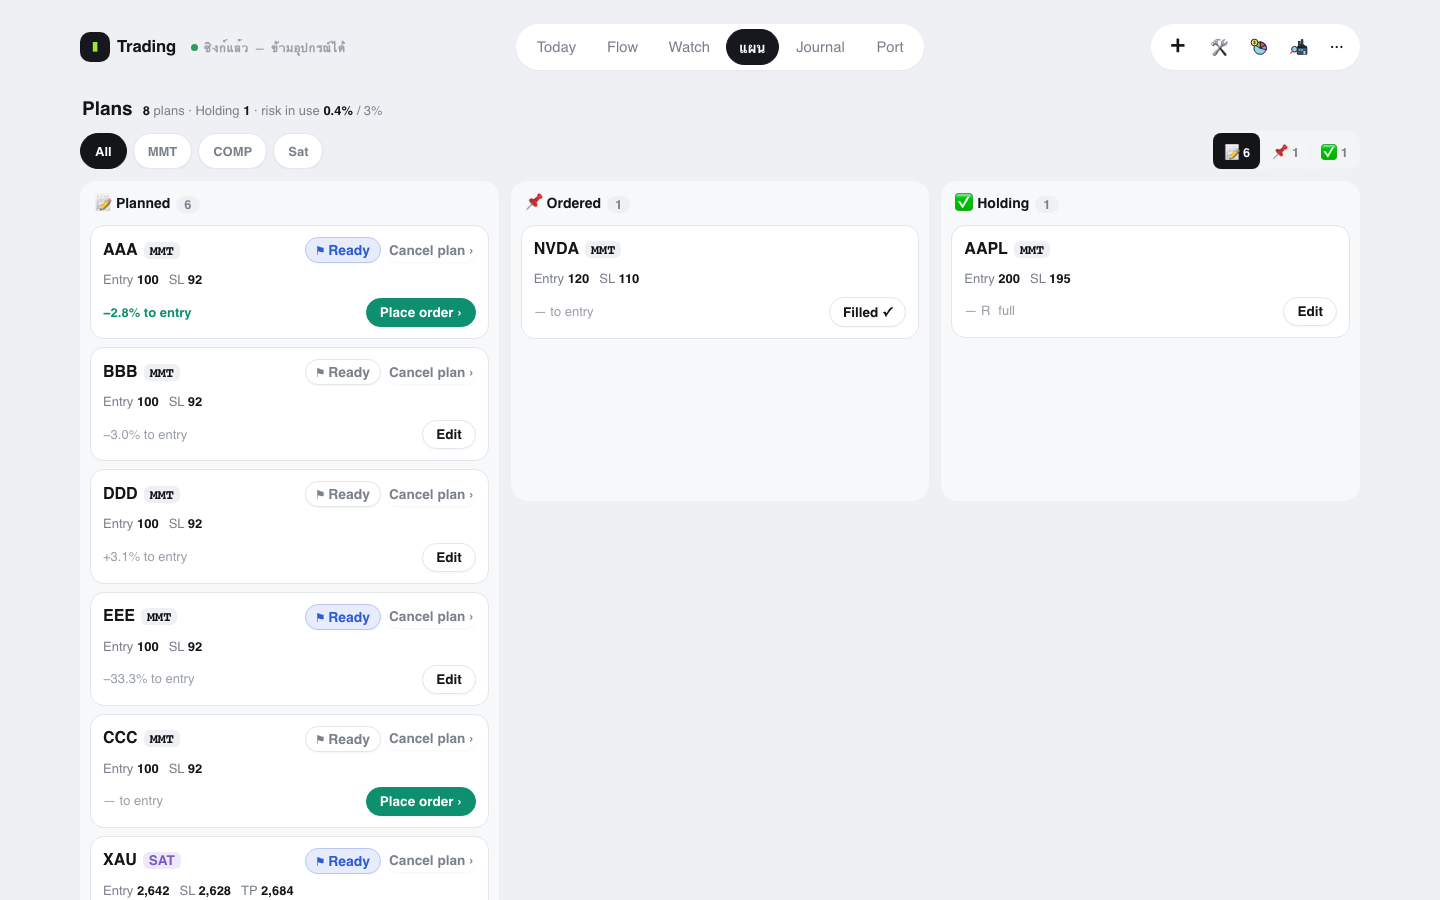 Trading
ซิงก์แล้ว — ข้ามอุปกรณ์ได้
Today Flow Watch แผน Journal Port
Plans 8 plans · Holding 1 · risk in use 0.4% / 3%
All MMT COMP Sat
6 1 1
Planned 6
AAA MMT ⚑ Ready Cancel plan ›
Entry 100 SL 92
−2.8% to entry Place order ›
BBB MMT ⚑ Ready Cancel plan ›
Entry 100 SL 92
−3.0% to entry Edit
DDD MMT ⚑ Ready Cancel plan ›
Entry 100 SL 92
+3.1% to entry Edit
EEE MMT ⚑ Ready Cancel plan ›
Entry 100 SL 92
−33.3% to entry Edit
CCC MMT ⚑ Ready Cancel plan ›
Entry 100 SL 92
— to entry Place order ›
XAU SAT ⚑ Ready Cancel plan ›
Entry 2,642 SL 2,628 TP 2,684
Ordered 1
NVDA MMT
Entry 120 SL 110
— to entry Filled ✓
Holding 1
AAPL MMT
Entry 200 SL 195
— R full Edit